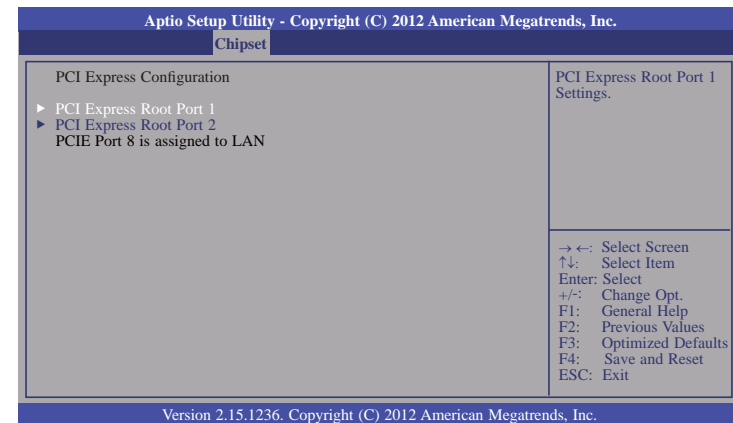 Aptio Setup Utility - Copyright (C) 2012 American Megatrends, Inc.
Chipset
PCI Express Configuration
► PCI Express Root Port 1
► PCI Express Root Port 2
PCIE Port 8 is assigned to LAN
PCI Express Root Port 1
Settings.
→ ←: Select Screen
↑↓: Select Item
Enter: Select
+/-: Change Opt.
F1: General Help
F2: Previous Values
F3: Optimized Defaults
F4: Save and Reset
ESC: Exit
Version 2.15.1236. Copyright (C) 2012 American Megatrends, Inc.